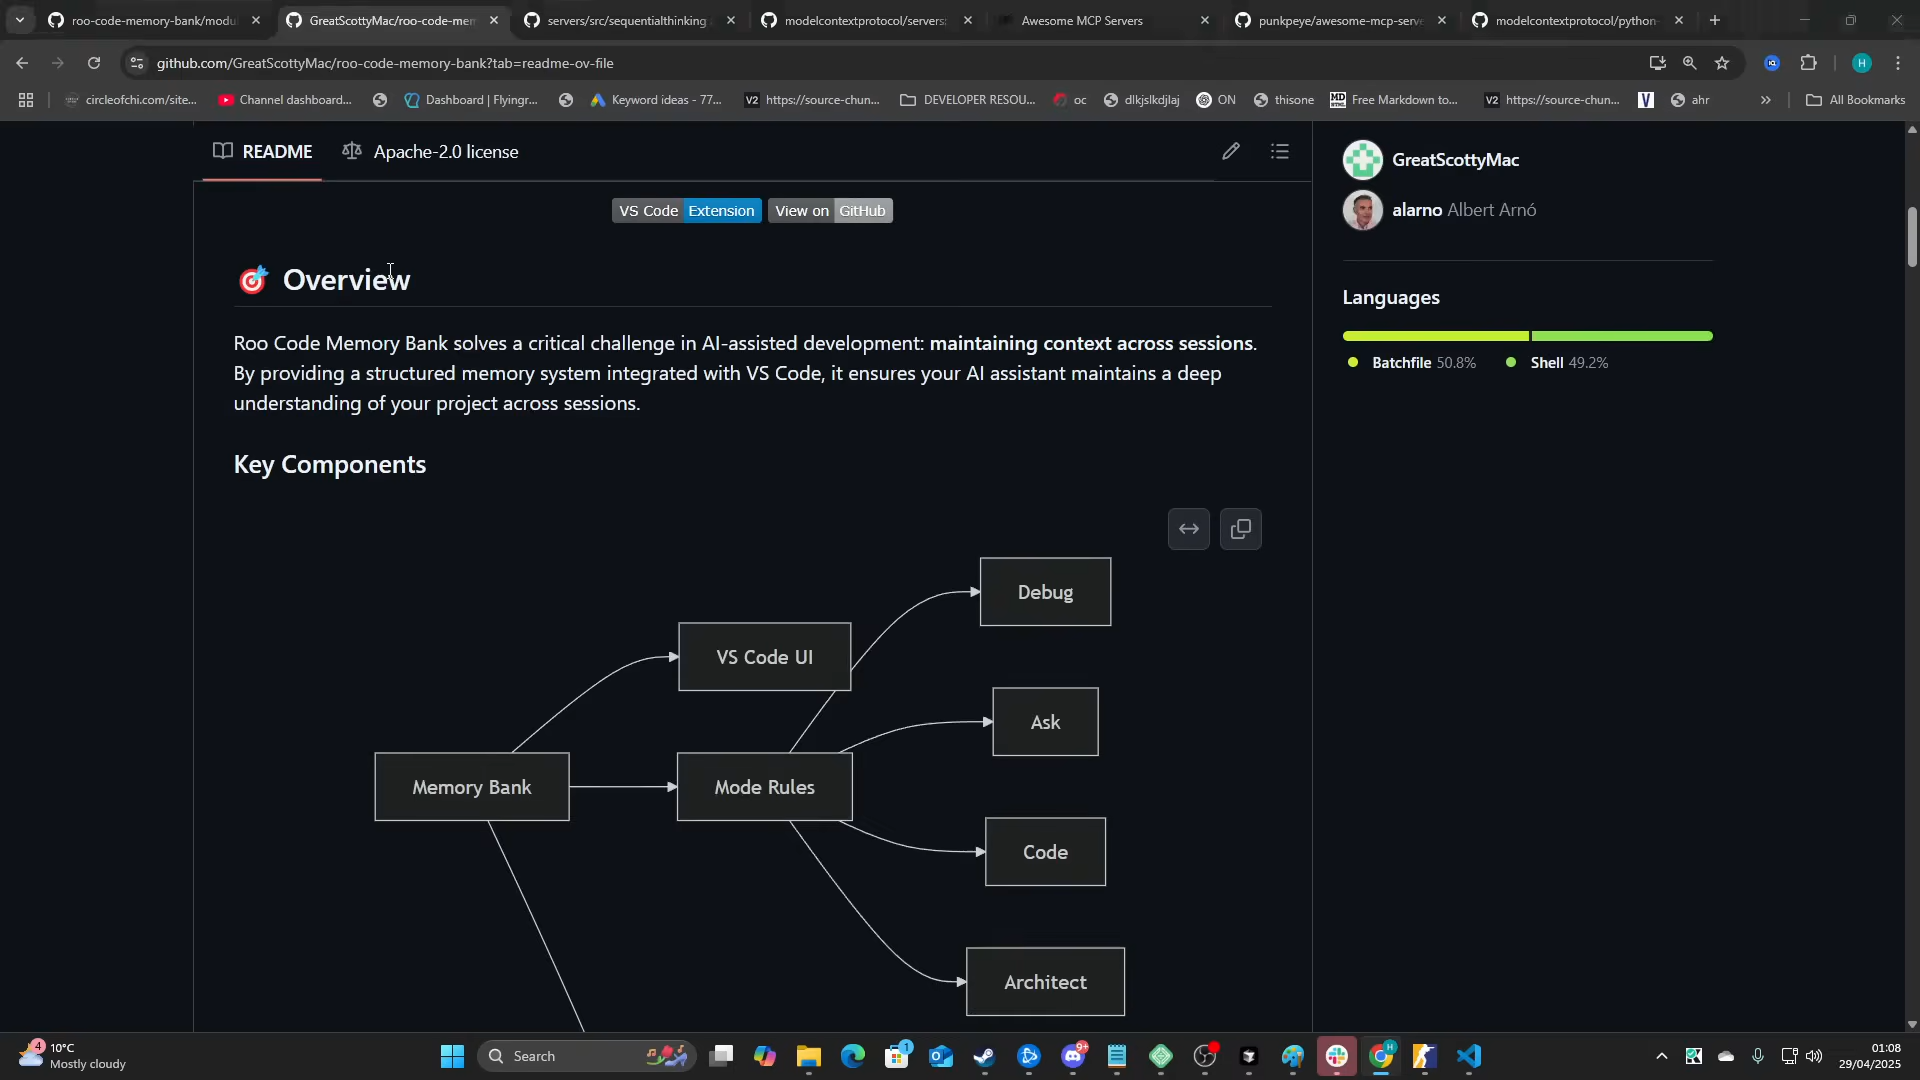 roo-code-memory-bank/modu
GreatScottyMac/roo-code-mem
servers/src/sequentialthinking
modelcontextprotocol/servers:
Awesome MCP Servers
punkpeye/awesome-mcp-serve
modelcontextprotocol/python-
github.com/GreatScottyMac/roo-code-memory-bank?tab=readme-ov-file
H
circleofchi.com/site...
Channel dashboard...
Dashboard | Flyingr...
Keyword ideas - 77...
V2 https://source-chun...
DEVELOPER RESOU...
oc
dlkjslkdjlaj
ON
thisone
Free Markdown to...
V2 https://source-chun...
V
ahr
All Bookmarks
README
Apache-2.0 license
VS Code Extension
View on GitHub
Overview
Roo Code Memory Bank solves a critical challenge in AI-assisted development: maintaining context across sessions.
By providing a structured memory system integrated with VS Code, it ensures your AI assistant maintains a deep
understanding of your project across sessions.
Key Components
Debug
VS Code UI
Ask
Memory Bank
Mode Rules
Code
Architect
GreatScottyMac
alarno Albert Arnó
Languages
Batchfile 50.8%
Shell 49.2%
4
10°C
Mostly cloudy
Search
1
9+
H
01:08
29/04/2025